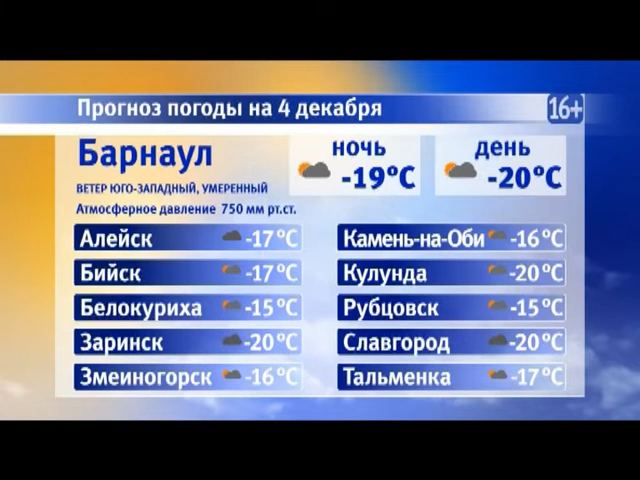 Прогноз погоды на 4 декабря
16+
Барнаул
ночь
-19°C
день
-20°C
ВЕТЕР ЮГО-ЗАПАДНЫЙ, УМЕРЕННЫЙ
Атмосферное давление 750 мм рт.ст.
Алейск -17°C
Камень-на-Оби -16°C
Бийск -17°C
Кулунда -20°C
Белокуриха -15°C
Рубцовск -15°C
Заринск -20°C
Славгород -20°C
Змеиногорск -16°C
Тальменка -17°C